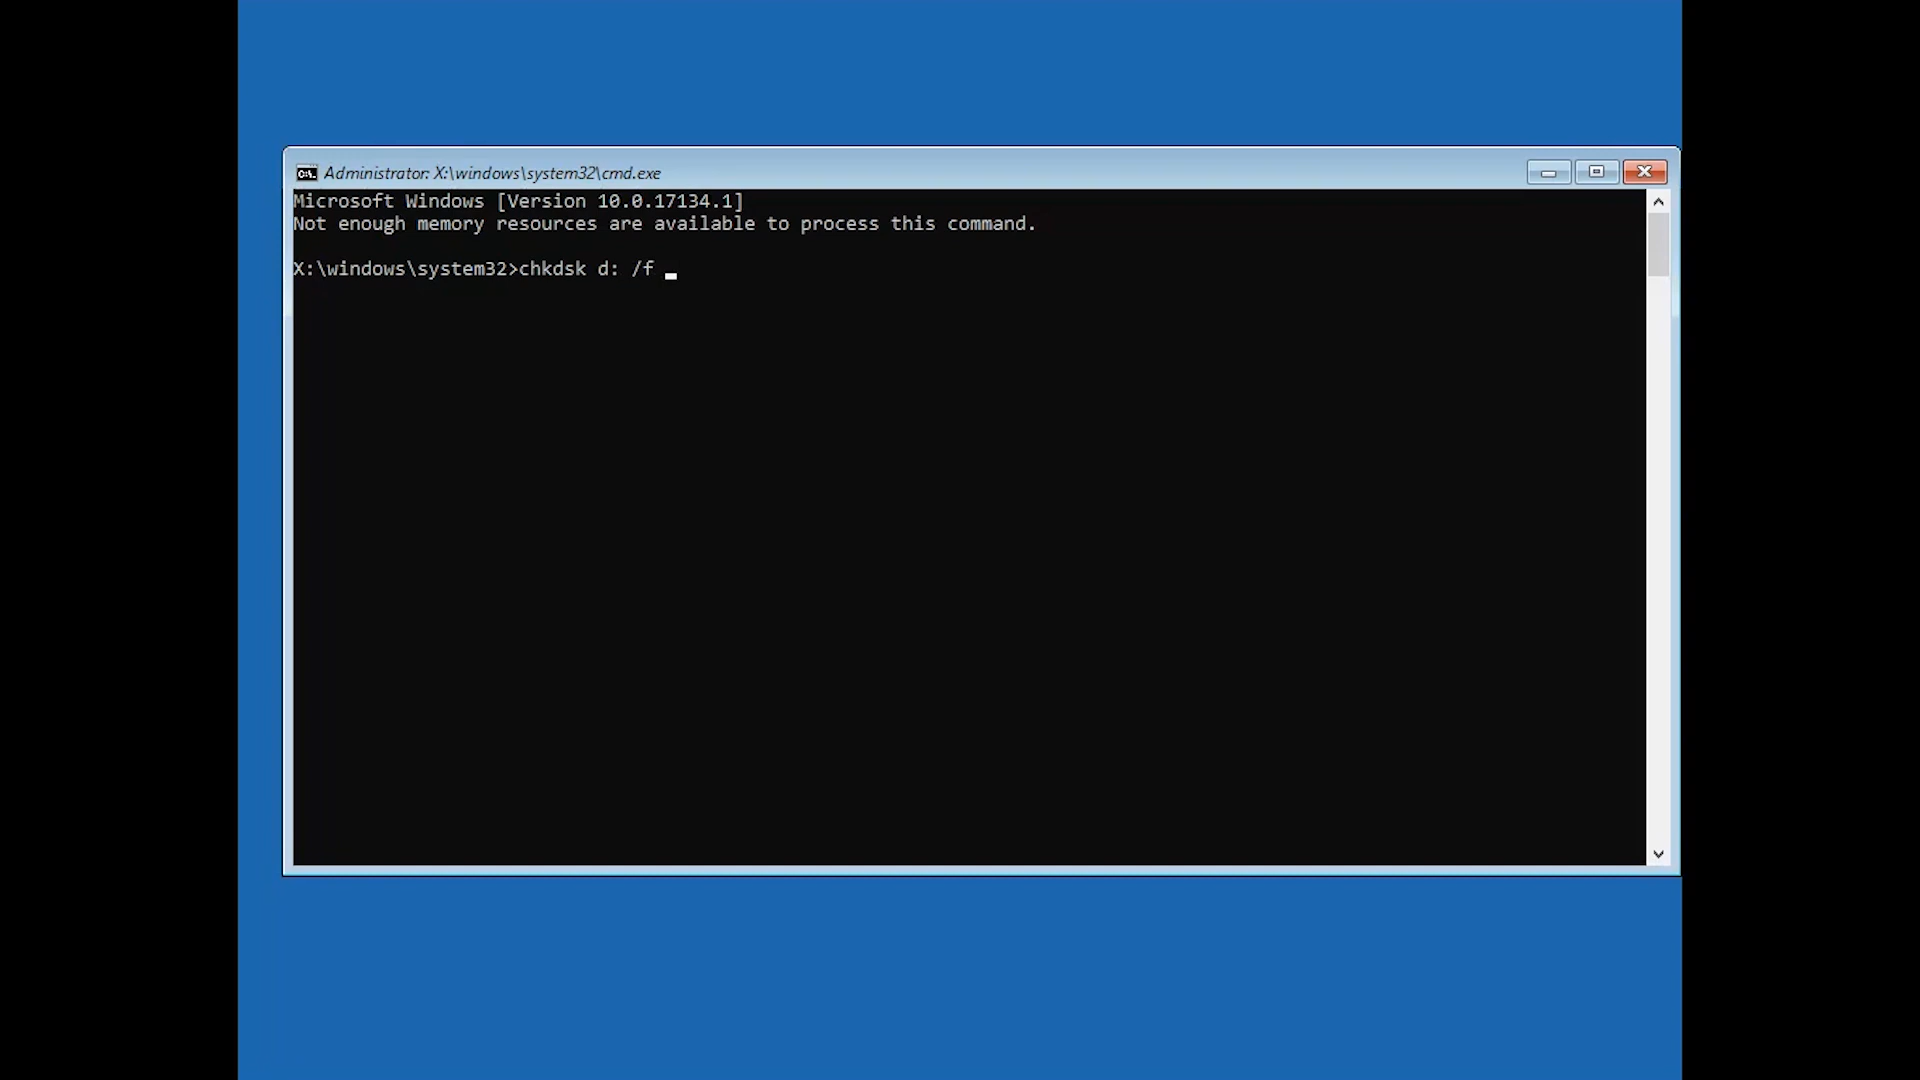 Administrator: X:\windows\system32\cmd.exe
Microsoft Windows [Version 10.0.17134.1]
Not enough memory resources are available to process this command.
X:\windows\system32>chkdsk d: /f